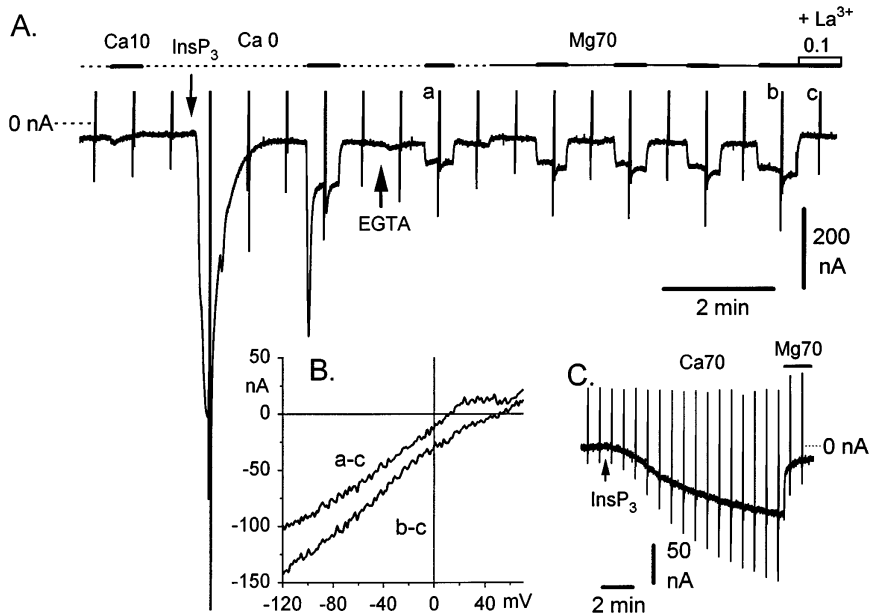 A.
+ La3+
Ca10 InsP3 Ca 0 Mg70 0.1
a b c
0 nA
EGTA
200 nA
2 min
B.
50
nA
0
-50
-100
-150
a-c
b-c
-120 -80 -40 0 40 mV
C.
Ca70 Mg70
0 nA
InsP3
50 nA
2 min